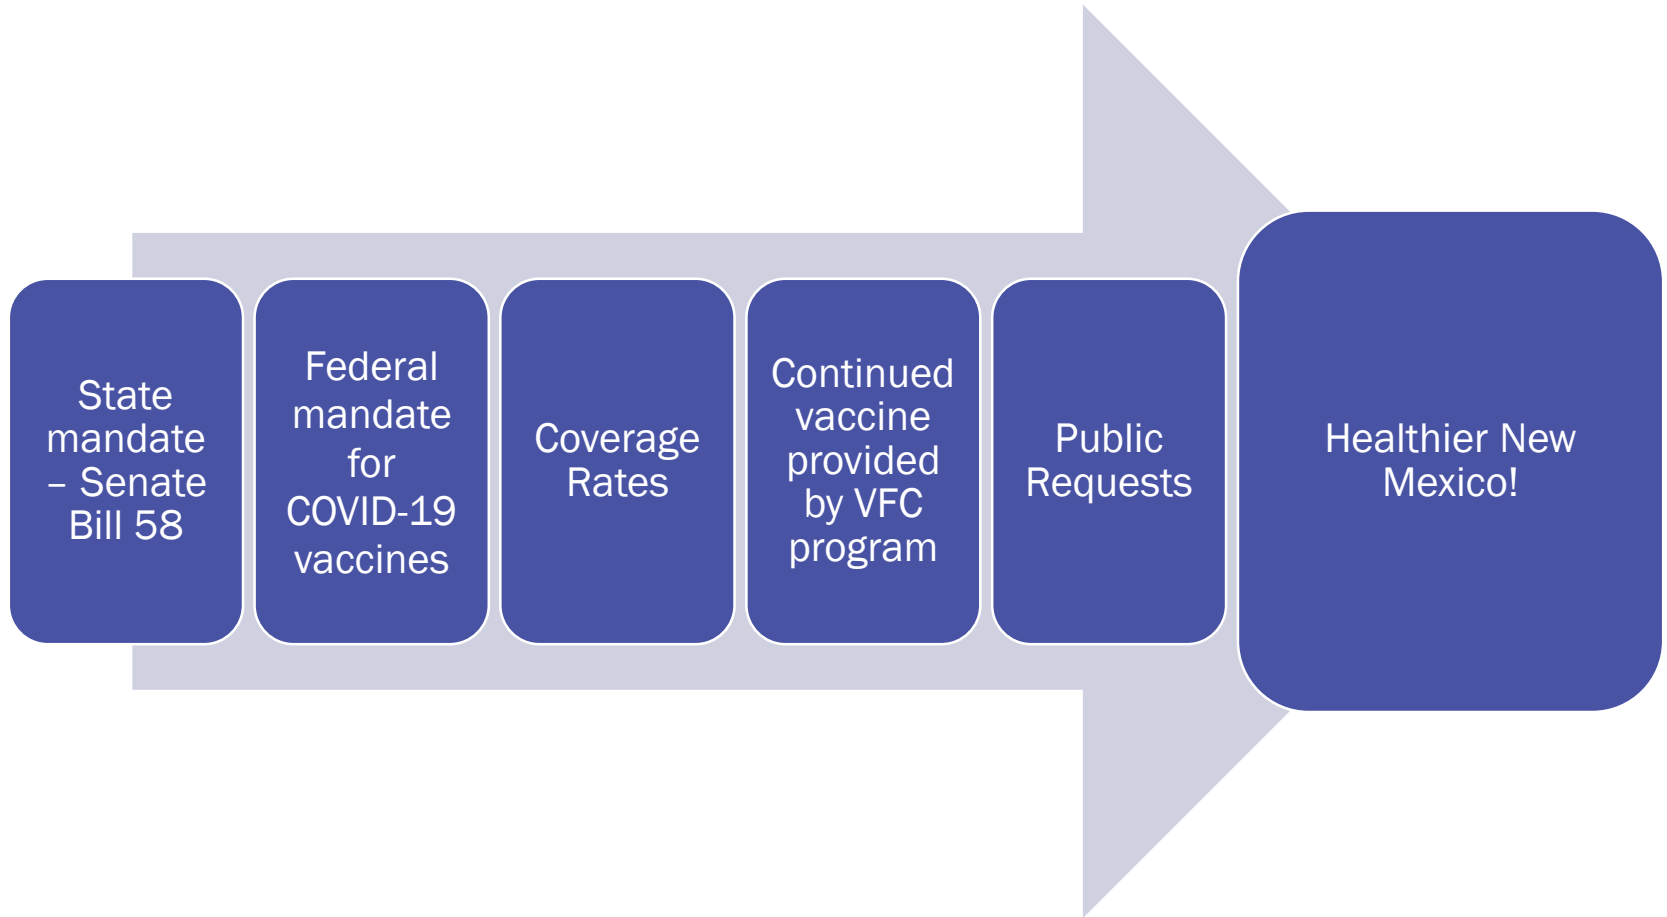 State
mandate
– Senate
Bill 58
Federal
mandate
for
COVID-19
vaccines
Coverage
Rates
Continued
vaccine
provided
by VFC
program
Public
Requests
Healthier New
Mexico!